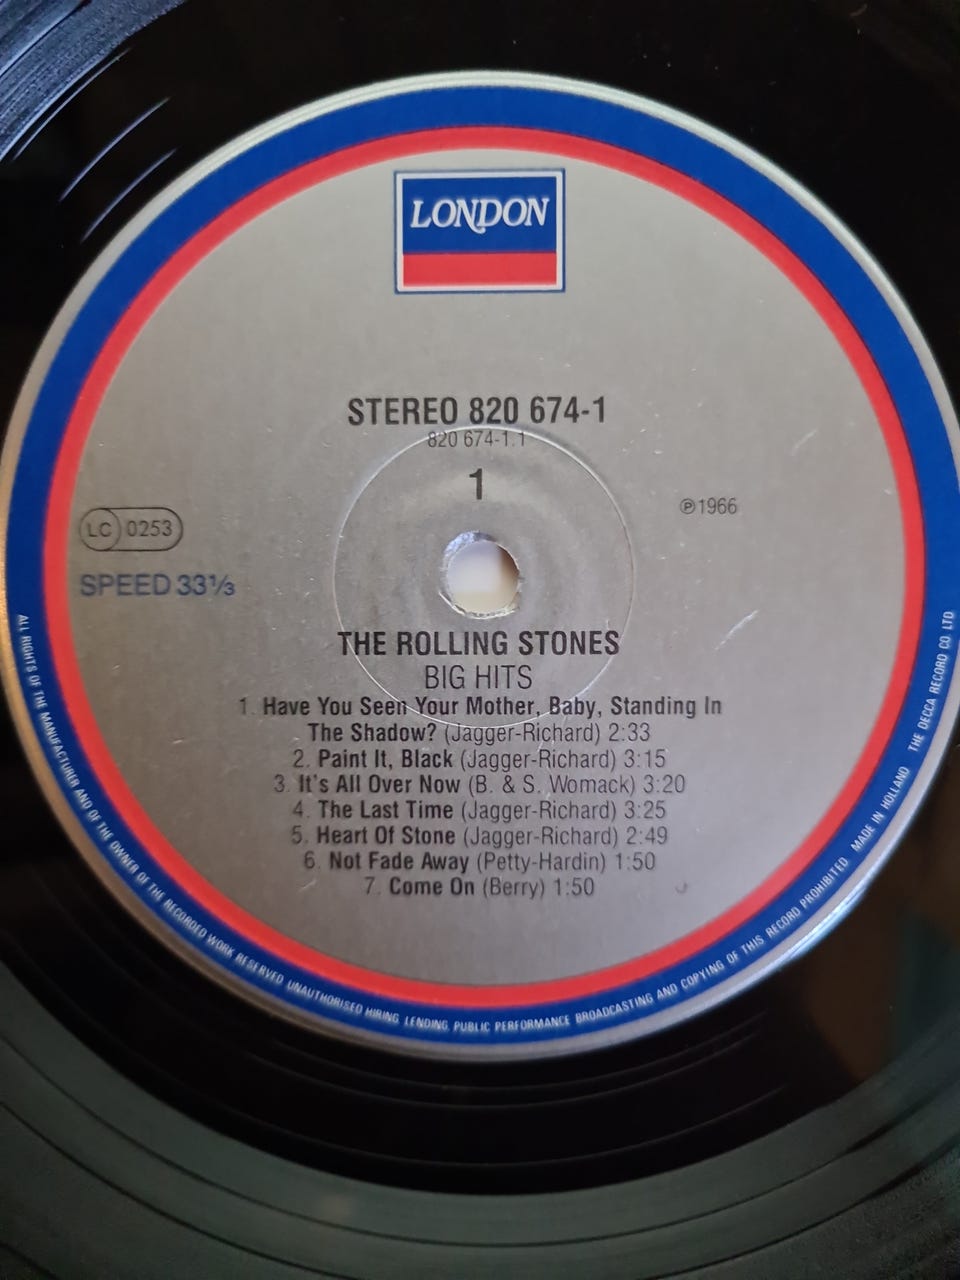 LONDON
STEREO 820 674-1
820 674-1.1
1
℗1966
LC 0253
SPEED 33⅓
THE ROLLING STONES
BIG HITS
1. Have You Seen Your Mother, Baby, Standing In
The Shadow? (Jagger-Richard) 2:33
2. Paint It, Black (Jagger-Richard) 3:15
3. It's All Over Now (B. & S. Womack) 3:20
4. The Last Time (Jagger-Richard) 3:25
5. Heart Of Stone (Jagger-Richard) 2:49
6. Not Fade Away (Petty-Hardin) 1:50
7. Come On (Berry) 1:50
ALL RIGHTS OF THE MANUFACTURER AND OF THE OWNER OF THE RECORDED WORK RESERVED UNAUTHORISED HIRING, LENDING, PUBLIC PERFORMANCE BROADCASTING AND COPYING OF THIS RECORD PROHIBITED MADE IN HOLLAND THE DECCA RECORD CO. LTD